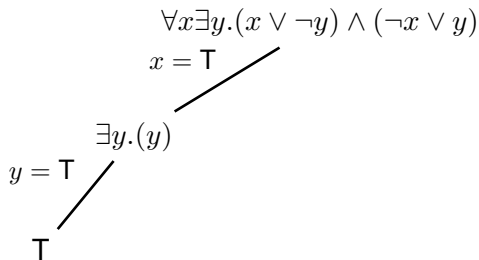 ∀x∃y.(x ∨ ¬y) ∧ (¬x ∨ y)
x = T
∃y.(y)
y = T
T